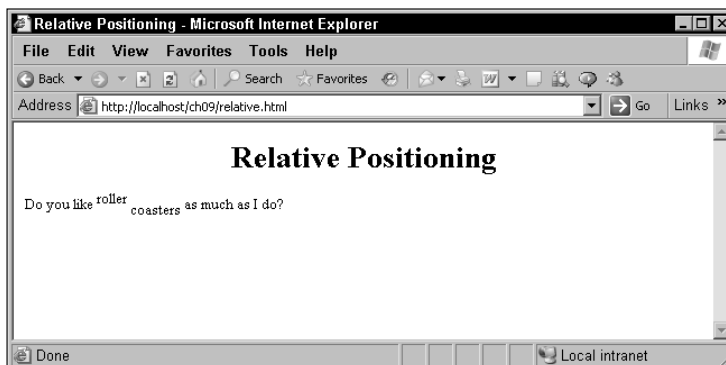 Relative Positioning - Microsoft Internet Explorer
File Edit View Favorites Tools Help
Back Search Favorites W
Address http://localhost/ch09/relative.html Go Links »
Relative Positioning
Do you like roller coasters as much as I do?
Done Local intranet